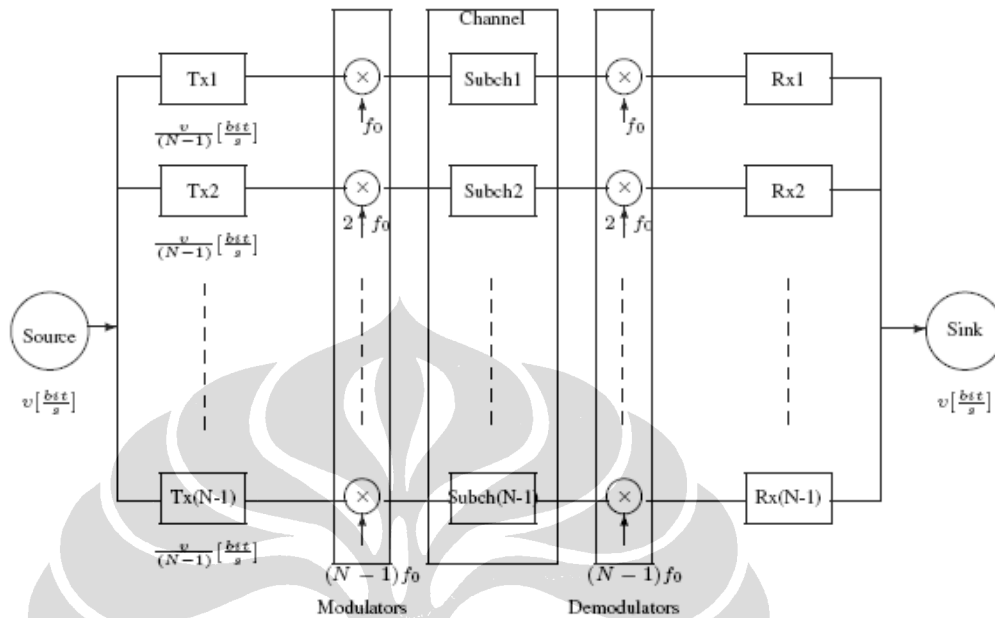 Channel
Tx1 × Subch1 × Rx1
f₀ f₀
v/(N−1) [bit/s]
Tx2 × Subch2 × Rx2
2 f₀ 2 f₀
v/(N−1) [bit/s]
Source Sink
v[bit/s] v[bit/s]
Tx(N-1) × Subch(N-1) × Rx(N-1)
v/(N−1) [bit/s]
(N − 1)f₀ (N − 1)f₀
Modulators Demodulators